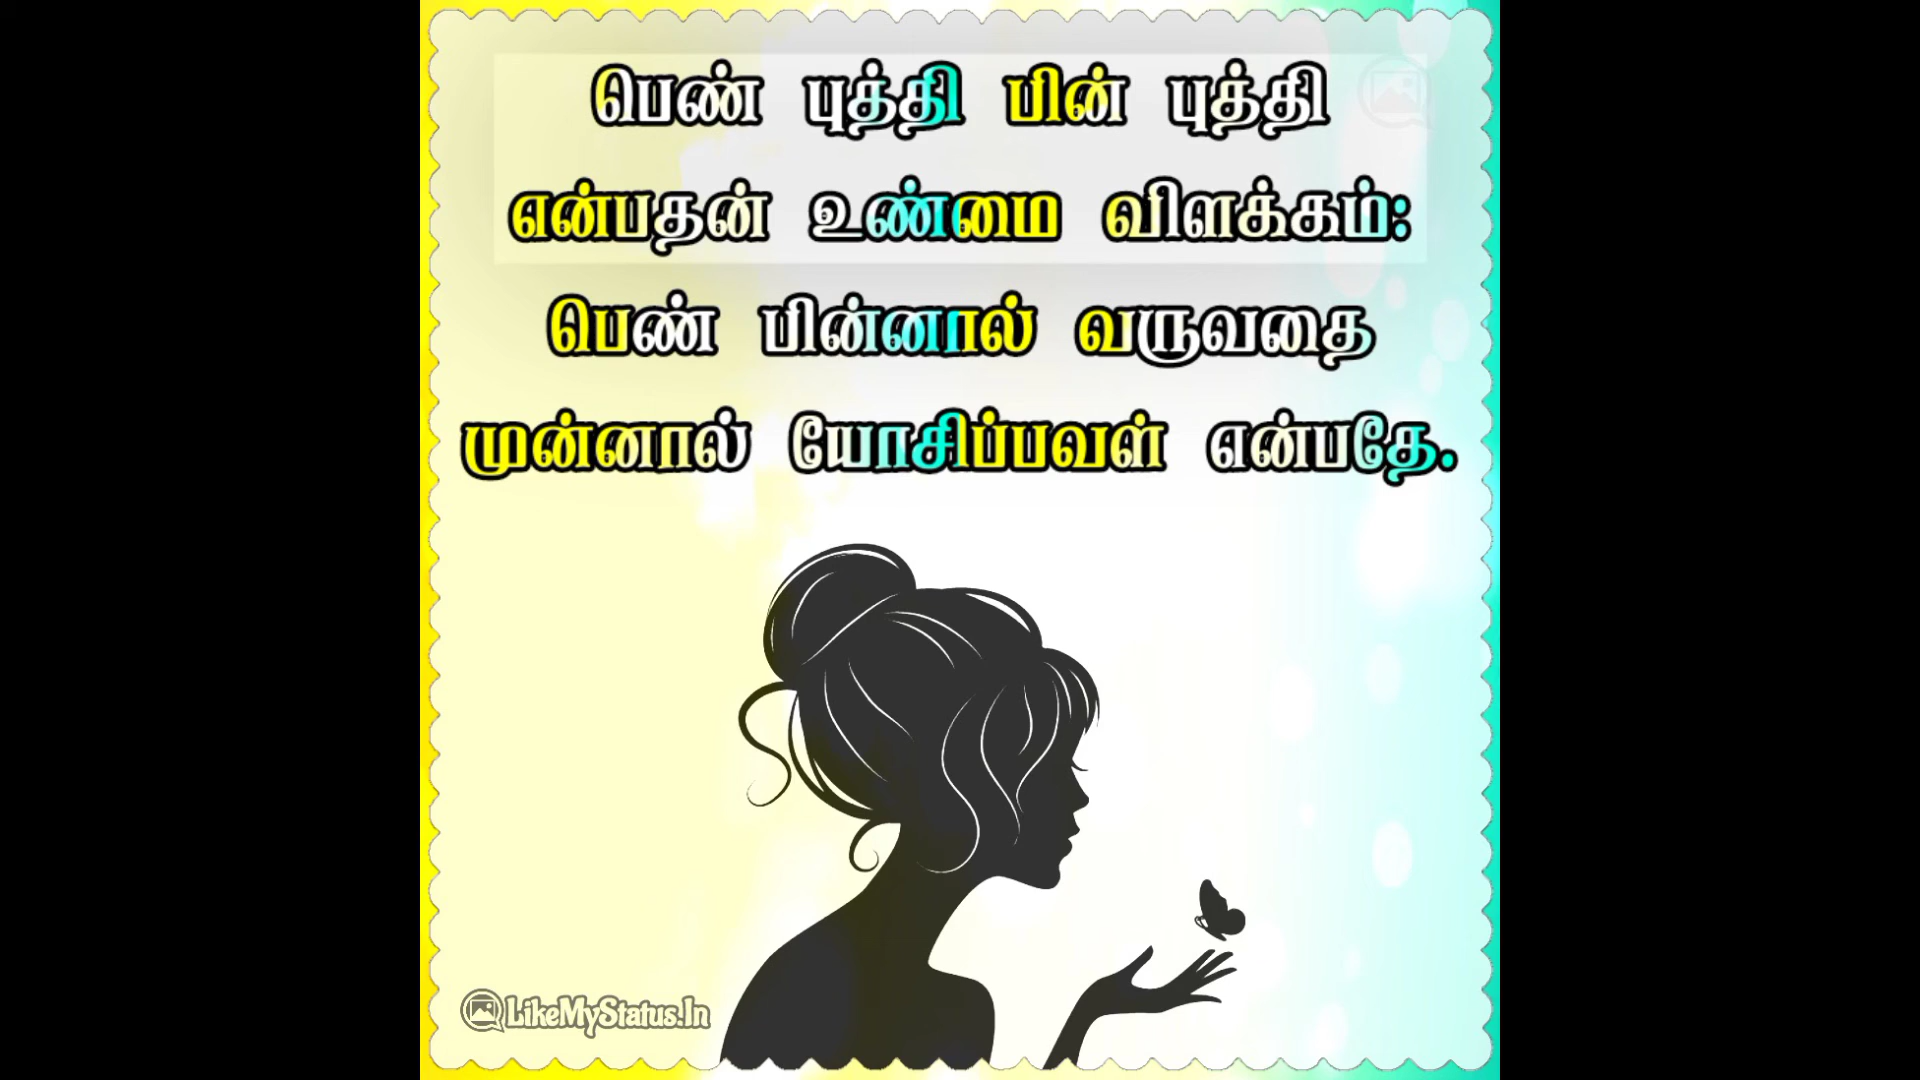 பெண் புத்தி பின் புத்தி
என்பதன் உண்மை விளக்கம்:
பெண் பின்னால் வருவதை
முன்னால் யோசிப்பவள் என்பதே.
LikeMyStatus.In